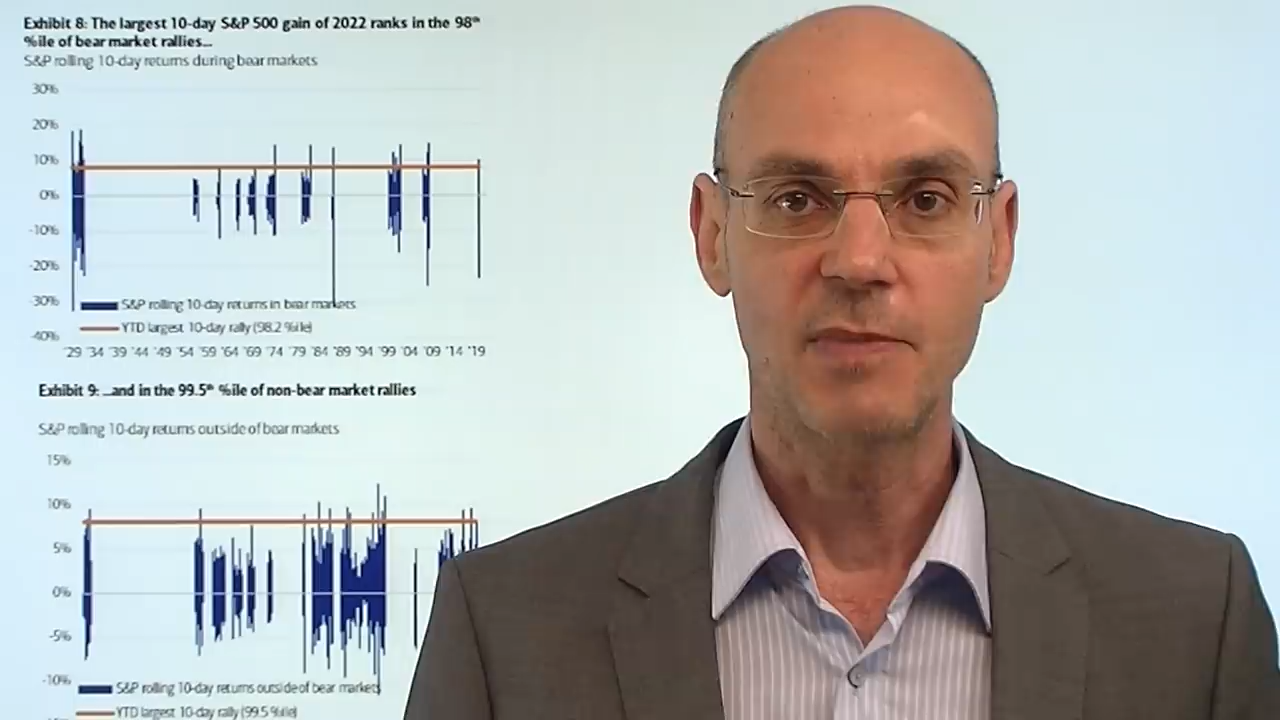 Exhibit 8: The largest 10-day S&P 500 gain of 2022 ranks in the 98th
%ile of bear market rallies...
S&P rolling 10-day returns during bear markets
30%
20%
10%
0%
-10%
-20%
-30%
-40%
S&P rolling 10-day returns in bear markets
YTD largest 10-day rally (98.2 %ile)
'29 '34 '39 '44 '49 '54 '59 '64 '69 '74 '79 '84 '89 '94 '99 '04 '09 '14 '19
Exhibit 9: ...and in the 99.5th %ile of non-bear market rallies
S&P rolling 10-day returns outside of bear markets
15%
10%
5%
0%
-5%
-10%
S&P rolling 10-day returns outside of bear markets
YTD largest 10-day rally (99.5 %ile)